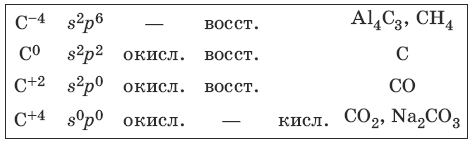 C⁻⁴ s²p⁶ — восст. Al₄C₃, CH₄
C⁰ s²p² окисл. восст. C
C⁺² s²p⁰ окисл. восст. CO
C⁺⁴ s⁰p⁰ окисл. — кисл. CO₂, Na₂CO₃